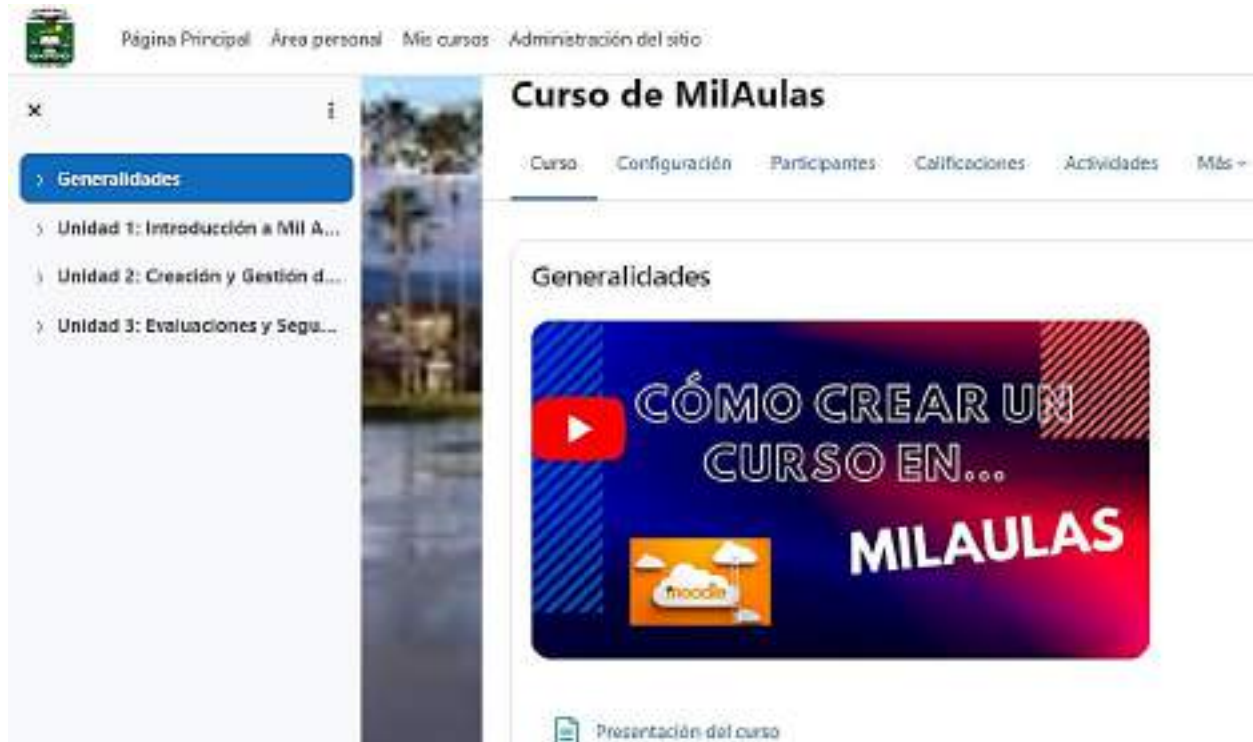 Página Principal Área personal Mis cursos Administración del sitio
Curso de MilAulas
Curso Configuración Participantes Calificaciones Actividades Más
Generalidades
Unidad 1: Introducción a Mil A...
Unidad 2: Creación y Gestión d...
Unidad 3: Evaluaciones y Segu...
Generalidades
CÓMO CREAR UN
CURSO EN...
MILAULAS
moodle
Presentación del curso